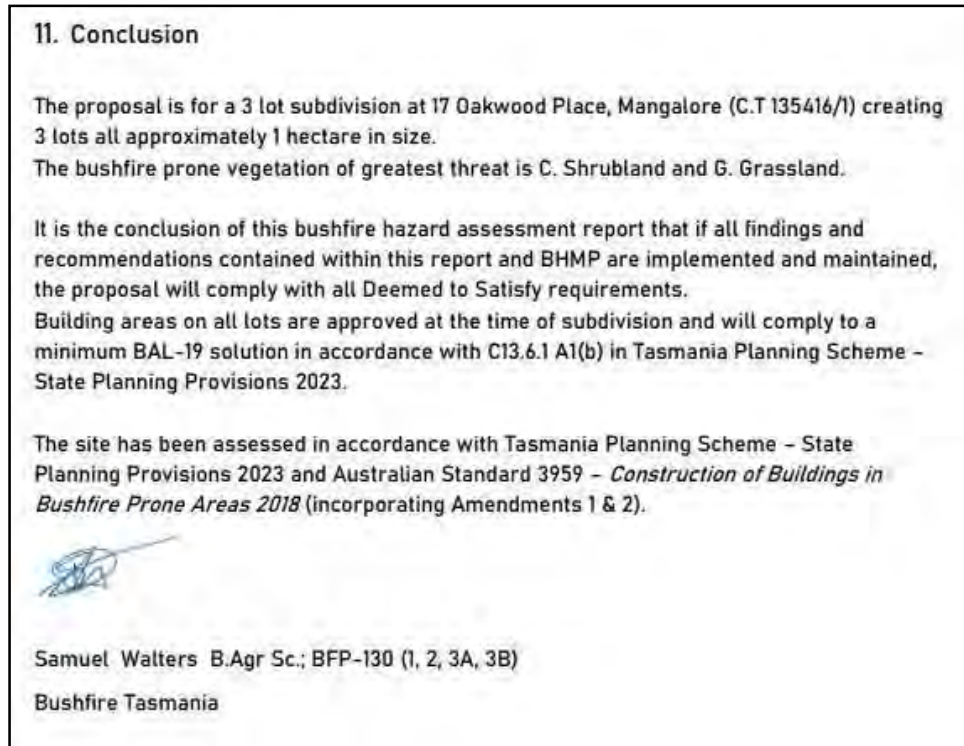 11. Conclusion
The proposal is for a 3 lot subdivision at 17 Oakwood Place, Mangalore (C.T 135416/1) creating
3 lots all approximately 1 hectare in size.
The bushfire prone vegetation of greatest threat is C. Shrubland and G. Grassland.
It is the conclusion of this bushfire hazard assessment report that if all findings and
recommendations contained within this report and BHMP are implemented and maintained,
the proposal will comply with all Deemed to Satisfy requirements.
Building areas on all lots are approved at the time of subdivision and will comply to a
minimum BAL-19 solution in accordance with C13.6.1 A1(b) in Tasmania Planning Scheme –
State Planning Provisions 2023.
The site has been assessed in accordance with Tasmania Planning Scheme – State
Planning Provisions 2023 and Australian Standard 3959 – Construction of Buildings in
Bushfire Prone Areas 2018 (incorporating Amendments 1 & 2).
Samuel Walters B.Agr Sc.; BFP-130 (1, 2, 3A, 3B)
Bushfire Tasmania